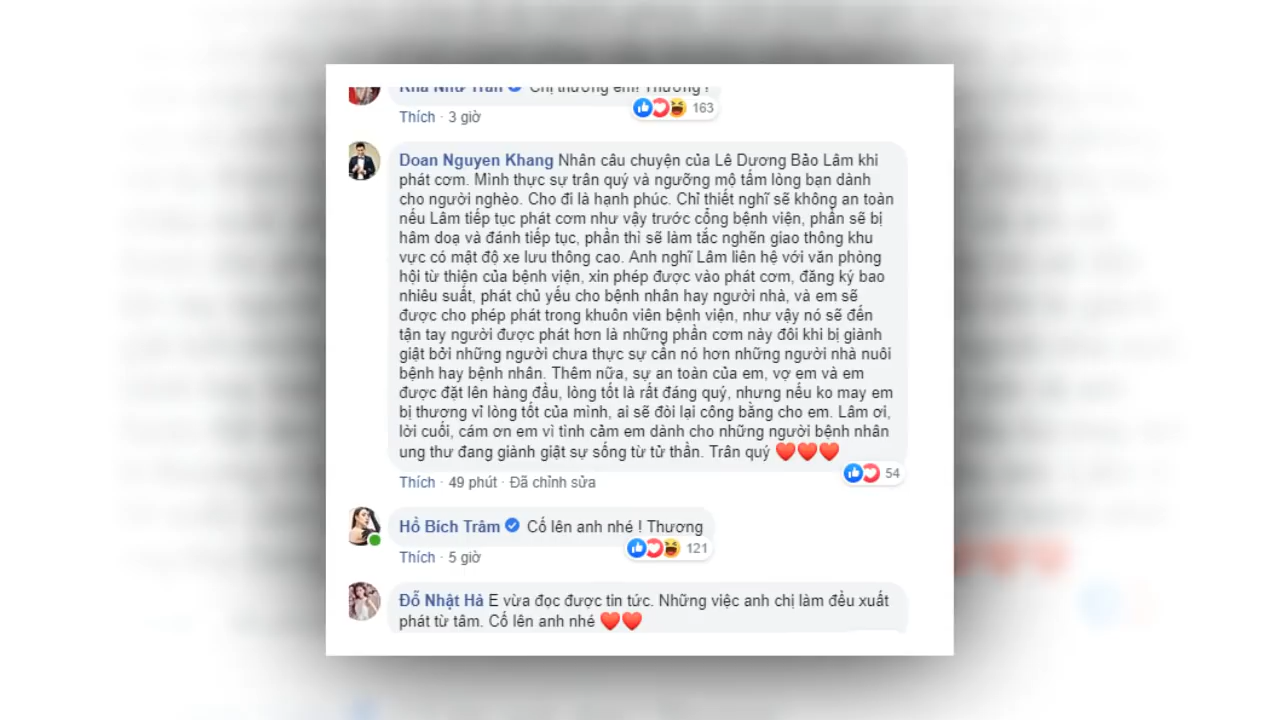 Khả Như Trần Chị thương em! Thương !
163
Thích · 3 giờ
Doan Nguyen Khang Nhân câu chuyện của Lê Dương Bảo Lâm khi
phát cơm. Mình thực sự trân quý và ngưỡng mộ tấm lòng bạn dành
cho người nghèo. Cho đi là hạnh phúc. Chỉ thiết nghĩ sẽ không an toàn
nếu Lâm tiếp tục phát cơm như vậy trước cổng bệnh viện, phần sẽ bị
hâm doạ và đánh tiếp tục, phần thì sẽ làm tắc nghẽn giao thông khu
vực có mật độ xe lưu thông cao. Anh nghĩ Lâm liên hệ với văn phòng
hội từ thiện của bệnh viện, xin phép được vào phát cơm, đăng ký bao
nhiêu suất, phát chủ yếu cho bệnh nhân hay người nhà, và em sẽ
được cho phép phát trong khuôn viên bệnh viện, như vậy nó sẽ đến
tận tay người được phát hơn là những phần cơm này đôi khi bị giành
giật bởi những người chưa thực sự cần nó hơn những người nhà nuôi
bệnh hay bệnh nhân. Thêm nữa, sự an toàn của em, vợ em và em
được đặt lên hàng đầu, lòng tốt là rất đáng quý, nhưng nếu ko may em
bị thương vì lòng tốt của mình, ai sẽ đòi lại công bằng cho em. Lâm ơi,
lời cuối, cám ơn em vì tình cảm em dành cho những người bệnh nhân
ung thư đang giành giật sự sống từ tử thần. Trân quý ❤️❤️❤️
54
Thích · 49 phút · Đã chỉnh sửa
Hồ Bích Trâm Cố lên anh nhé ! Thương
121
Thích · 5 giờ
Đỗ Nhật Hà E vừa đọc được tin tức. Những việc anh chị làm đều xuất
phát từ tâm. Cố lên anh nhé ❤️❤️